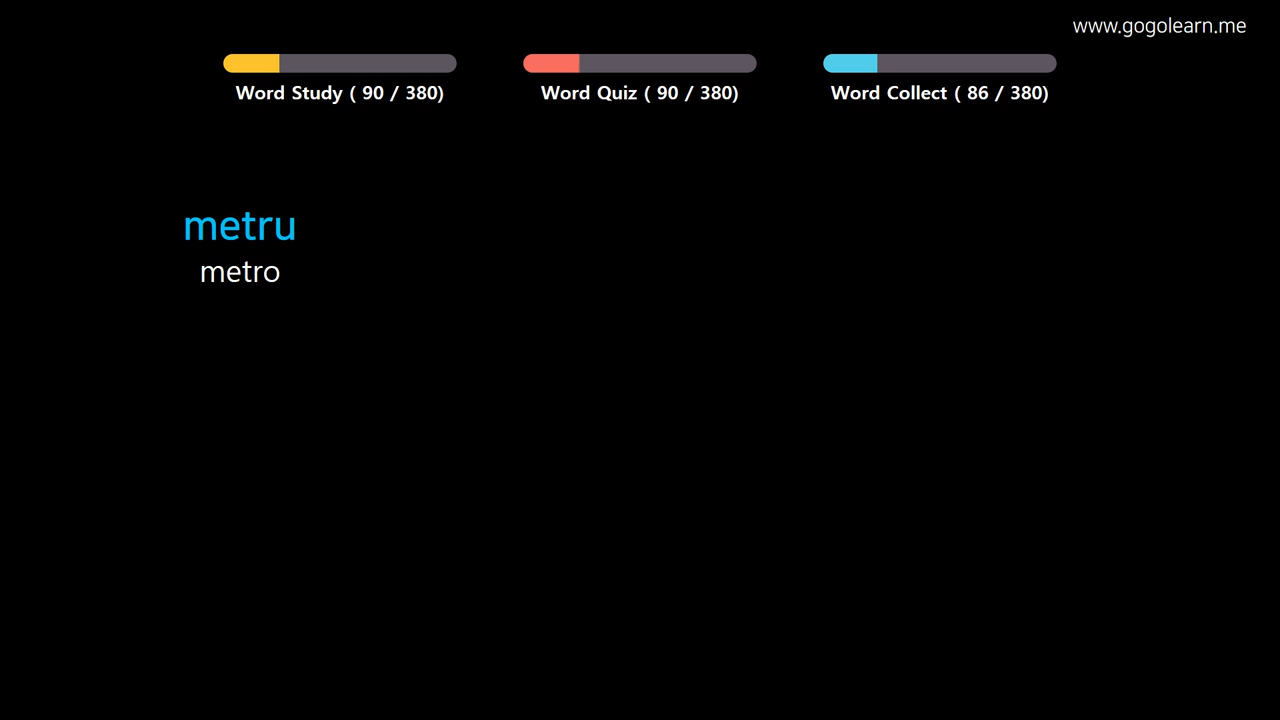 www.gogolearn.me
Word Study ( 90 / 380)
Word Quiz ( 90 / 380)
Word Collect ( 86 / 380)
metru
metro